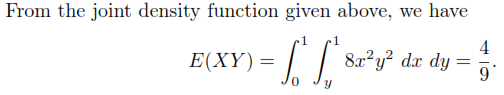 From the joint density function given above, we have
E(XY) = ∫₀¹ ∫ᵧ¹ 8x²y² dx dy = 4/9.